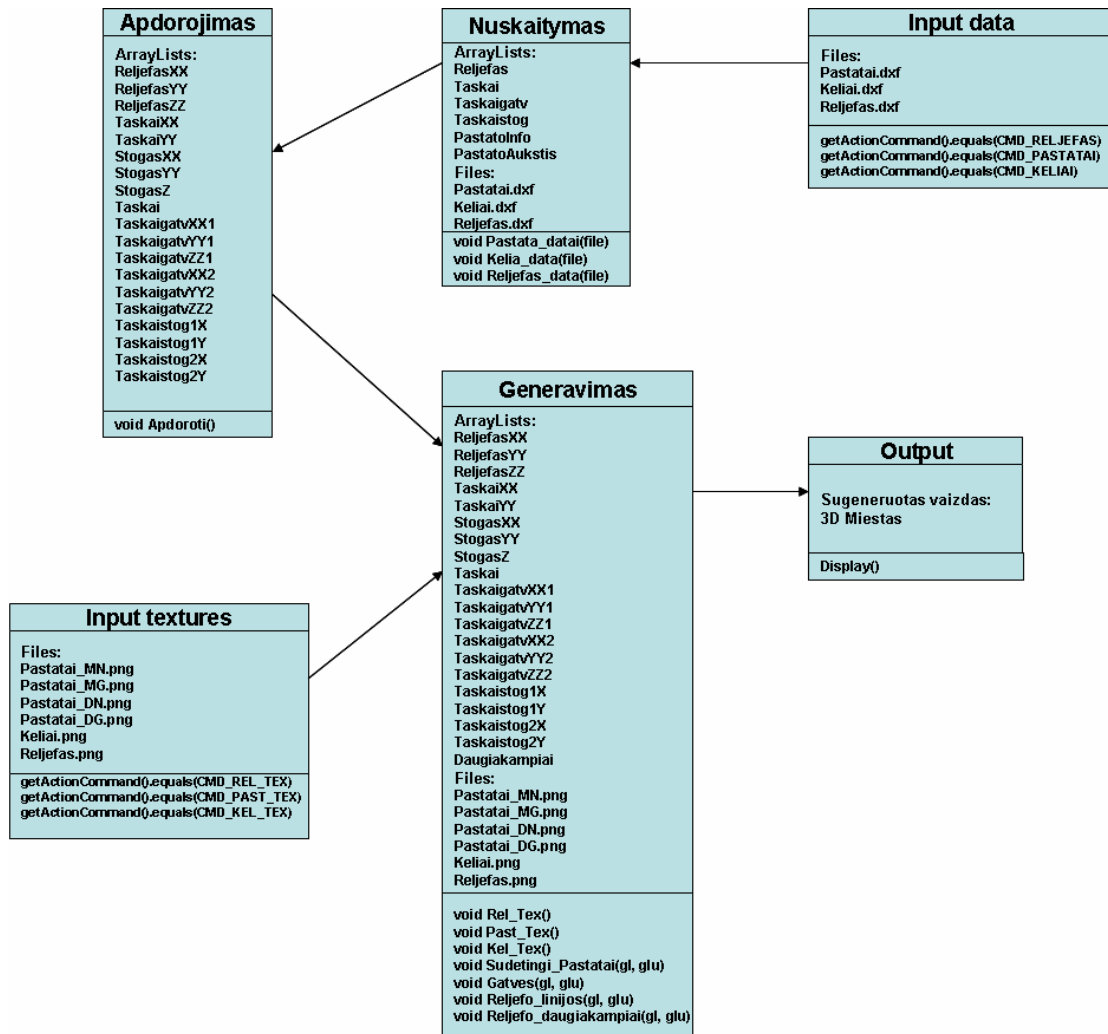 Apdorojimas
ArrayLists:
ReljefasXX
ReljefasYY
ReljefasZZ
TaskaiXX
TaskaiYY
StogasXX
StogasYY
StogasZ
Taskai
TaskaigatvXX1
TaskaigatvYY1
TaskaigatvZZ1
TaskaigatvXX2
TaskaigatvYY2
TaskaigatvZZ2
Taskaistog1X
Taskaistog1Y
Taskaistog2X
Taskaistog2Y
void Apdoroti()
Nuskaitymas
ArrayLists:
Reljefas
Taskai
Taskaigatv
Taskaistog
PastatoInfo
PastatoAukstis
Files:
Pastatai.dxf
Keliai.dxf
Reljefas.dxf
void Pastata_datai(file)
void Kelia_data(file)
void Reljefas_data(file)
Input data
Files:
Pastatai.dxf
Keliai.dxf
Reljefas.dxf
getActionCommand().equals(CMD_RELJEFAS)
getActionCommand().equals(CMD_PASTATAI)
getActionCommand().equals(CMD_KELIAI)
Generavimas
ArrayLists:
ReljefasXX
ReljefasYY
ReljefasZZ
TaskaiXX
TaskaiYY
StogasXX
StogasYY
StogasZ
Taskai
TaskaigatvXX1
TaskaigatvYY1
TaskaigatvZZ1
TaskaigatvXX2
TaskaigatvYY2
TaskaigatvZZ2
Taskaistog1X
Taskaistog1Y
Taskaistog2X
Taskaistog2Y
Daugiakampiai
Files:
Pastatai_MN.png
Pastatai_MG.png
Pastatai_DN.png
Pastatai_DG.png
Keliai.png
Reljefas.png
void Rel_Tex()
void Past_Tex()
void Kel_Tex()
void Sudetingi_Pastatai(gl, glu)
void Gatves(gl, glu)
void Reljefo_linijos(gl, glu)
void Reljefo_daugiakampiai(gl, glu)
Output
Sugeneruotas vaizdas:
3D Miestas
Display()
Input textures
Files:
Pastatai_MN.png
Pastatai_MG.png
Pastatai_DN.png
Pastatai_DG.png
Keliai.png
Reljefas.png
getActionCommand().equals(CMD_REL_TEX)
getActionCommand().equals(CMD_PAST_TEX)
getActionCommand().equals(CMD_KEL_TEX)